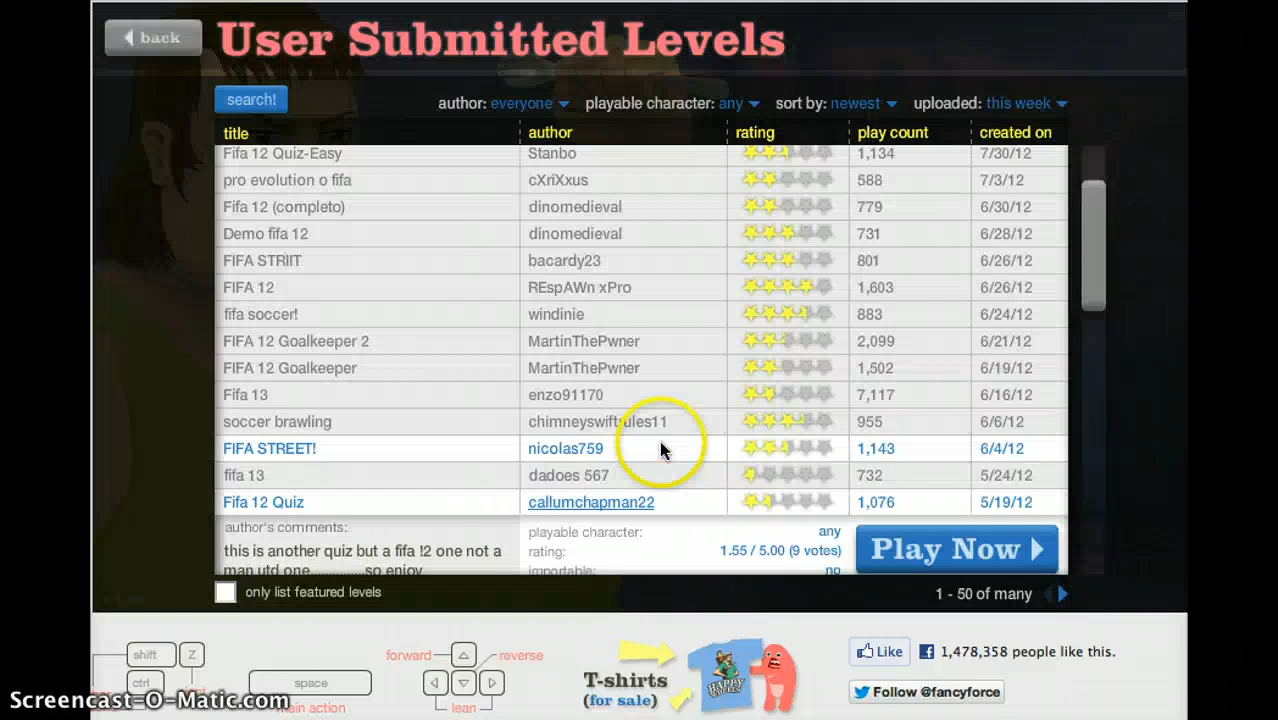 back
User Submitted Levels
search!
author: everyone playable character: any sort by: newest uploaded: this week
title author rating play count created on
Fifa 12 Quiz-Easy Stanbo 1,134 7/30/12
pro evolution o fifa cXriXxus 588 7/3/12
Fifa 12 (completo) dinomedieval 779 6/30/12
Demo fifa 12 dinomedieval 731 6/28/12
FIFA STRIIT bacardy23 801 6/26/12
FIFA 12 REspAWn xPro 1,603 6/26/12
fifa soccer! windinie 883 6/24/12
FIFA 12 Goalkeeper 2 MartinThePwner 2,099 6/21/12
FIFA 12 Goalkeeper MartinThePwner 1,502 6/19/12
Fifa 13 enzo91170 7,117 6/16/12
soccer brawling chimneyswiftrules11 955 6/6/12
FIFA STREET! nicolas759 1,143 6/4/12
fifa 13 dadoes 567 732 5/24/12
Fifa 12 Quiz callumchapman22 1,076 5/19/12
author's comments:
this is another quiz but a fifa !2 one not a
man utd one...............so enjoy
playable character: any
rating: 1.55 / 5.00 (9 votes)
importable: no
Play Now
only list featured levels
1 - 50 of many
shift Z
ctrl
space
main action
forward reverse
lean
T-shirts
(for sale)
HAPPY WHEELS
Like 1,478,358 people like this.
Follow @fancyforce
Screencast-O-Matic.com